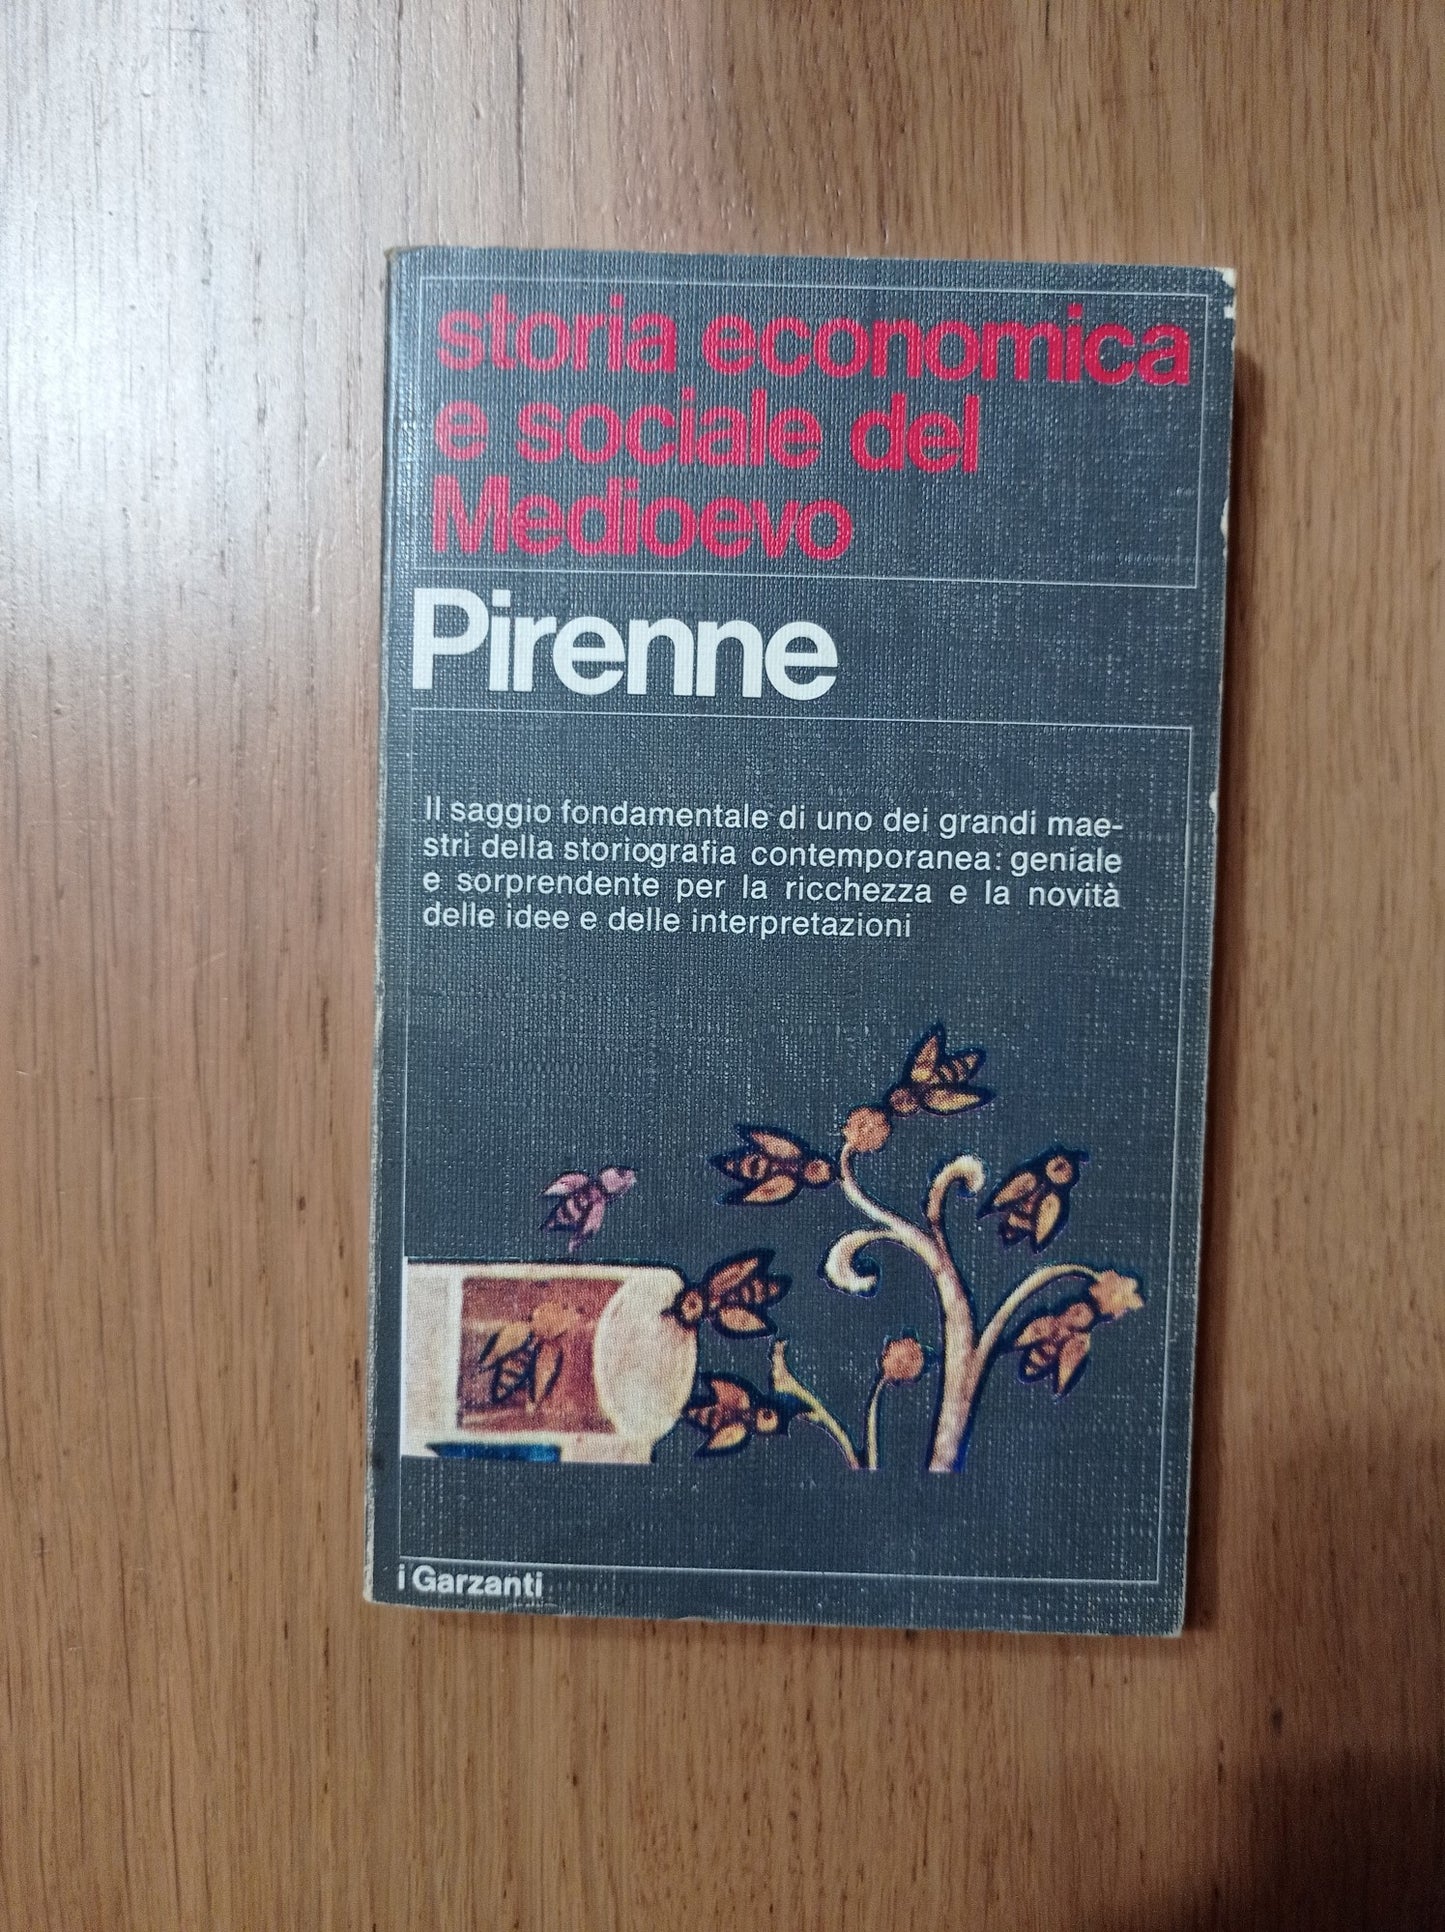 storia economica
e sociale del
Medioevo
Pirenne
Il saggio fondamentale di uno dei grandi mae-
stri della storiografia contemporanea: geniale
e sorprendente per la ricchezza e la novità
delle idee e delle interpretazioni
i Garzanti